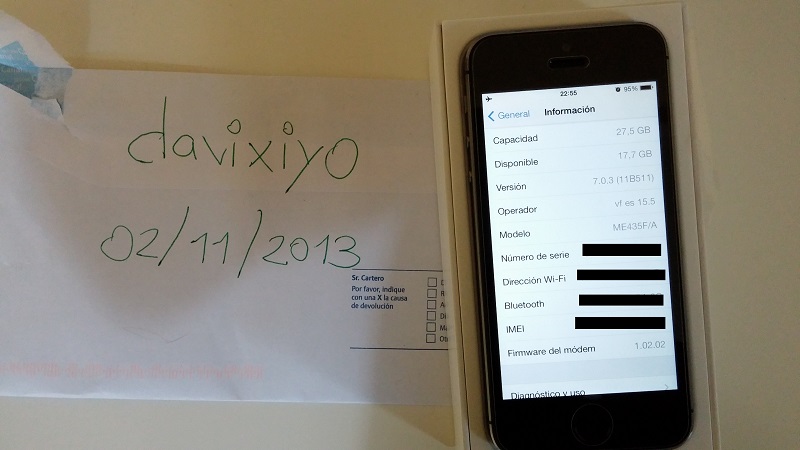 davixiyo
02/11/2013
Sr. Cartero
Por favor, indique
con una X la causa
de devolución
22:55
95%
General
Información
Capacidad 27,5 GB
Disponible 17,7 GB
Versión 7.0.3 (11B511)
Operador vf es 15.5
Modelo ME435F/A
Número de serie
Dirección Wi-Fi
Bluetooth
IMEI
Firmware del módem 1.02.02
Diagnóstico y uso